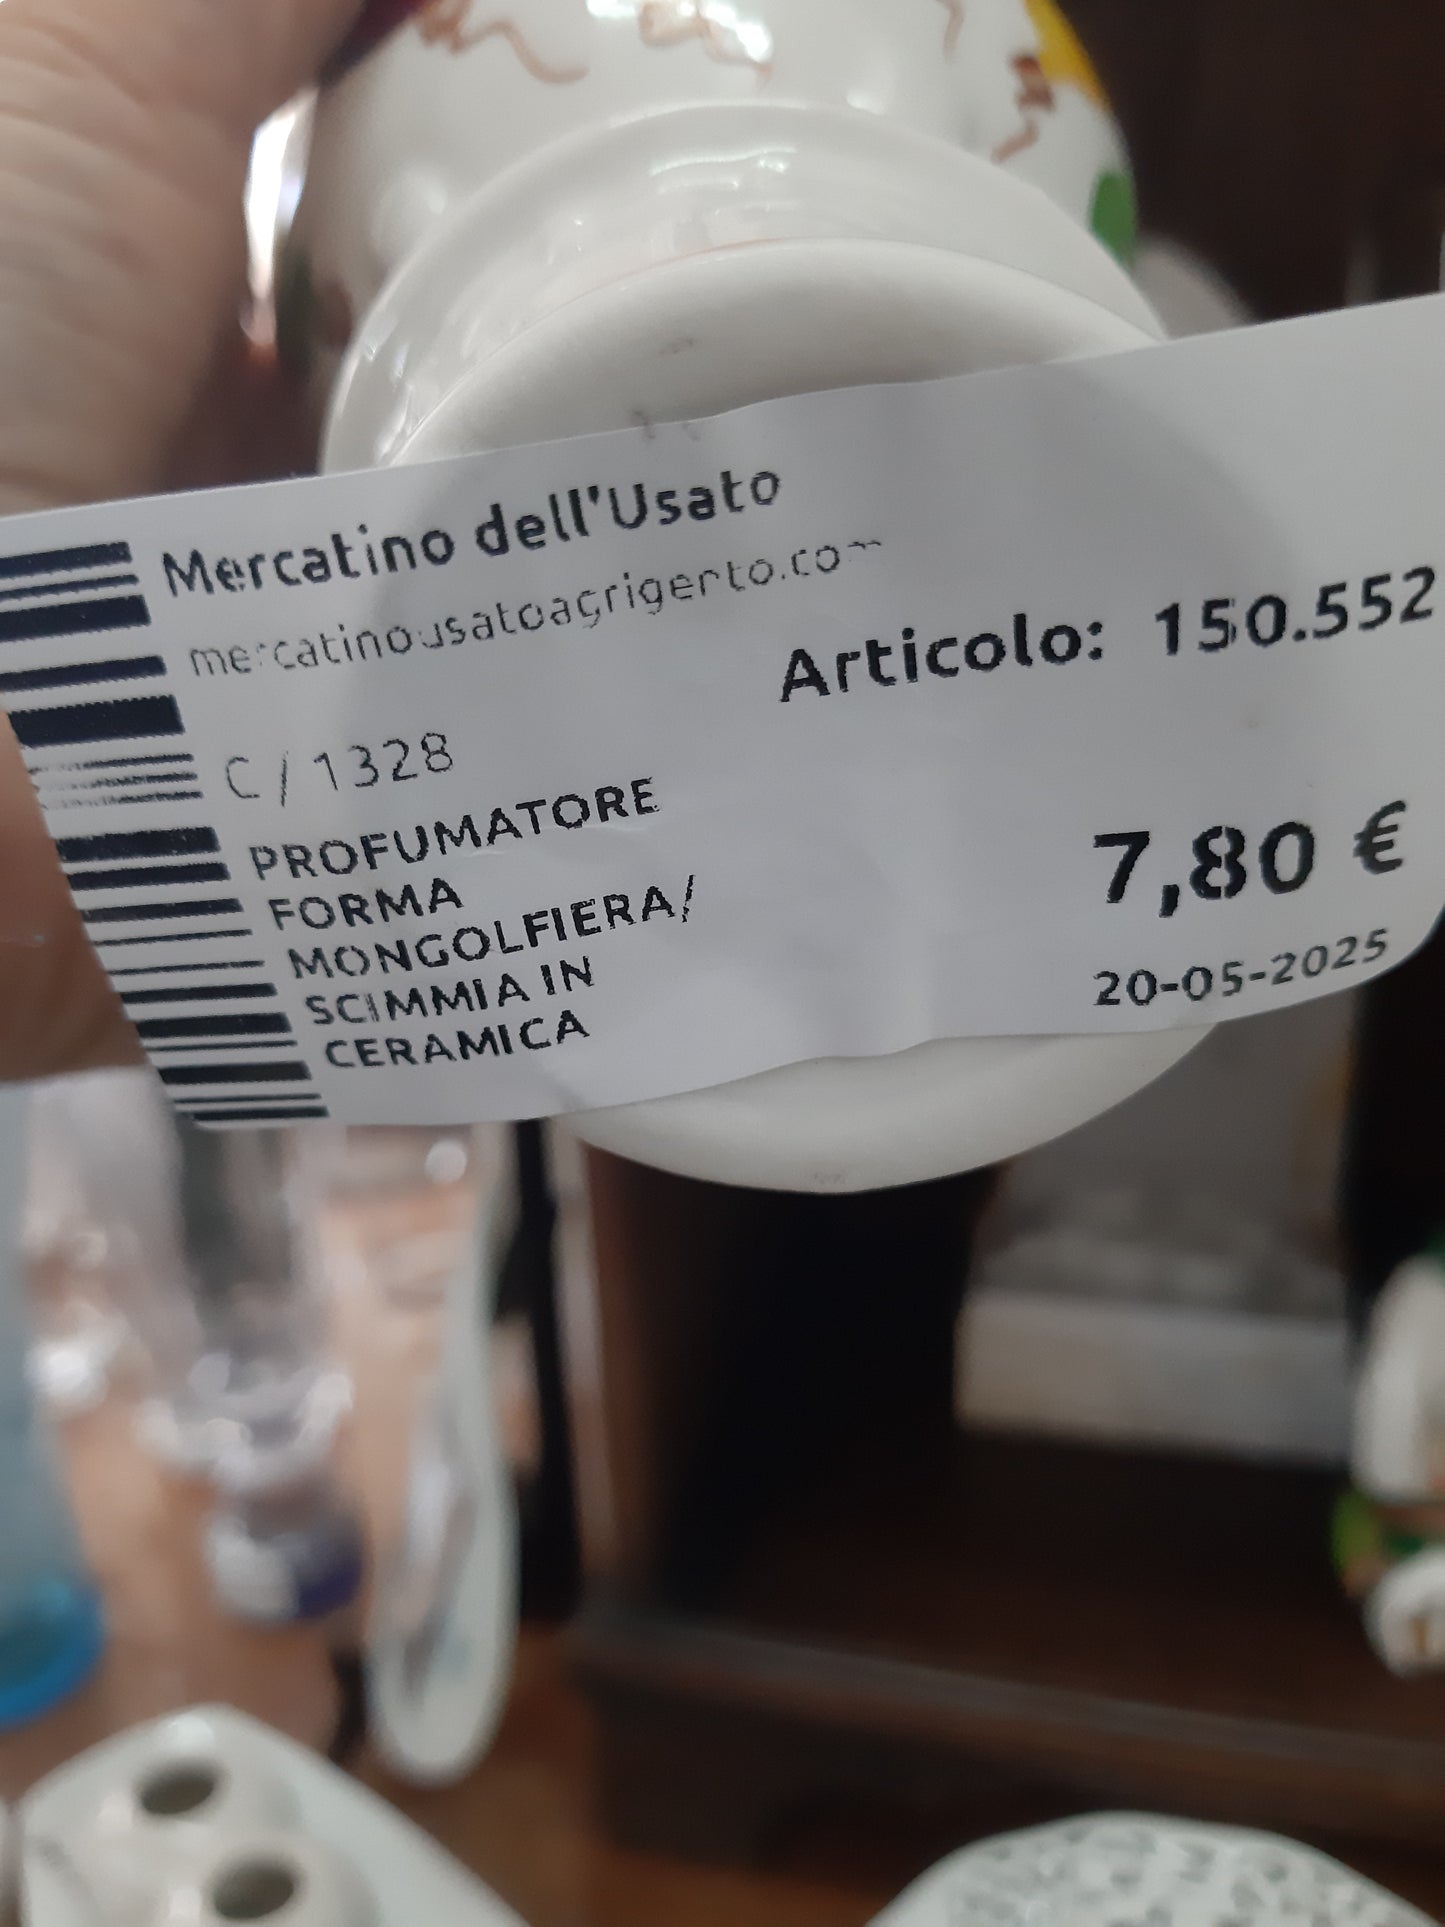 Mercatino dell'Usato
mercatinousatoagrigento.com
Articolo: 150.552
C/ 1328
PROFUMATORE
FORMA
MONGOLFIERA/
SCIMMIA IN
CERAMICA
7,80 €
20-05-2025